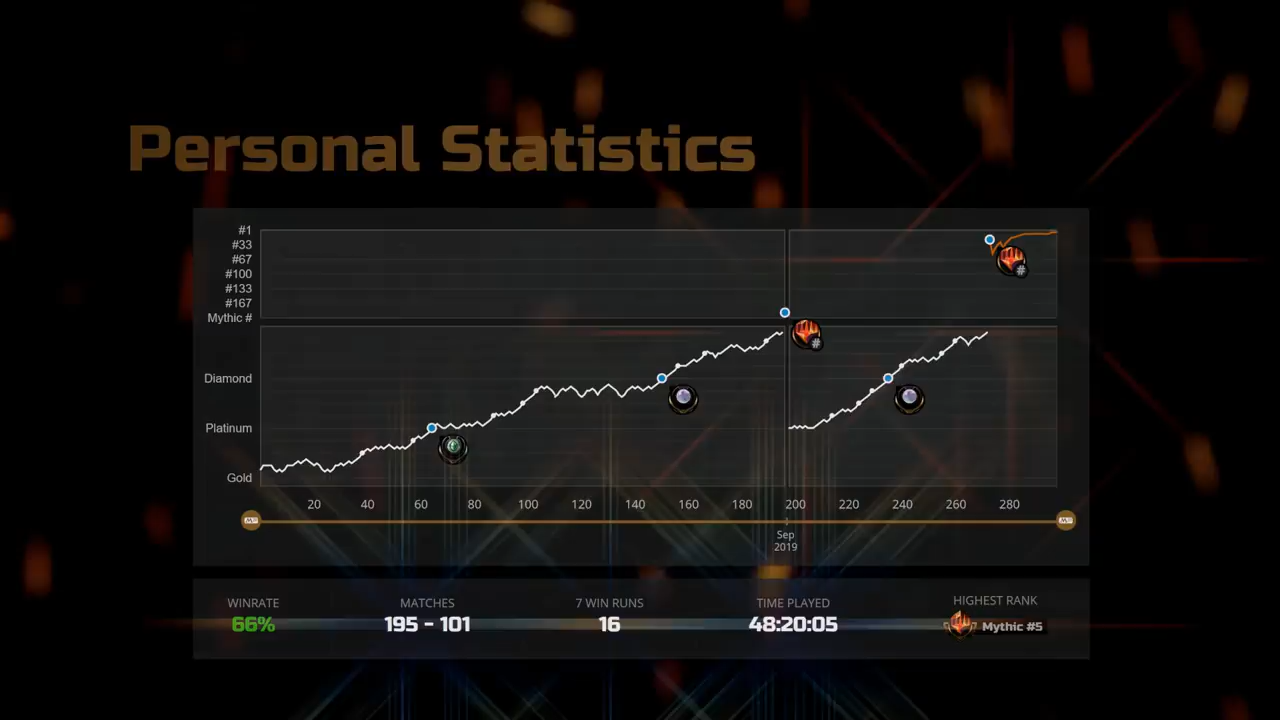 Personal Statistics
#1
#33
#67
#100
#133
#167
Mythic #
#
#
Diamond
Platinum
Gold
20 40 60 80 100 120 140 160 180 200 220 240 260 280
Sep
2019
WINRATE MATCHES 7 WIN RUNS TIME PLAYED HIGHEST RANK
66% 195 - 101 16 48:20:05 Mythic #5